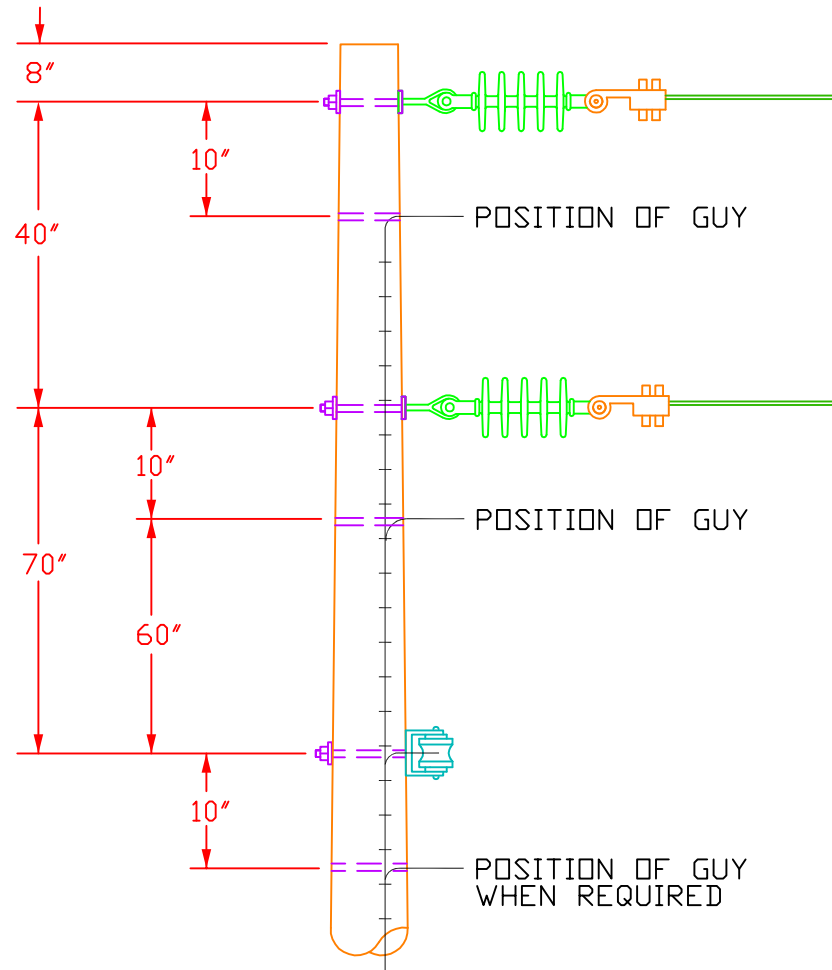 8"
10"
40"
POSITION OF GUY
10"
POSITION OF GUY
70"
60"
10"
POSITION OF GUY
WHEN REQUIRED